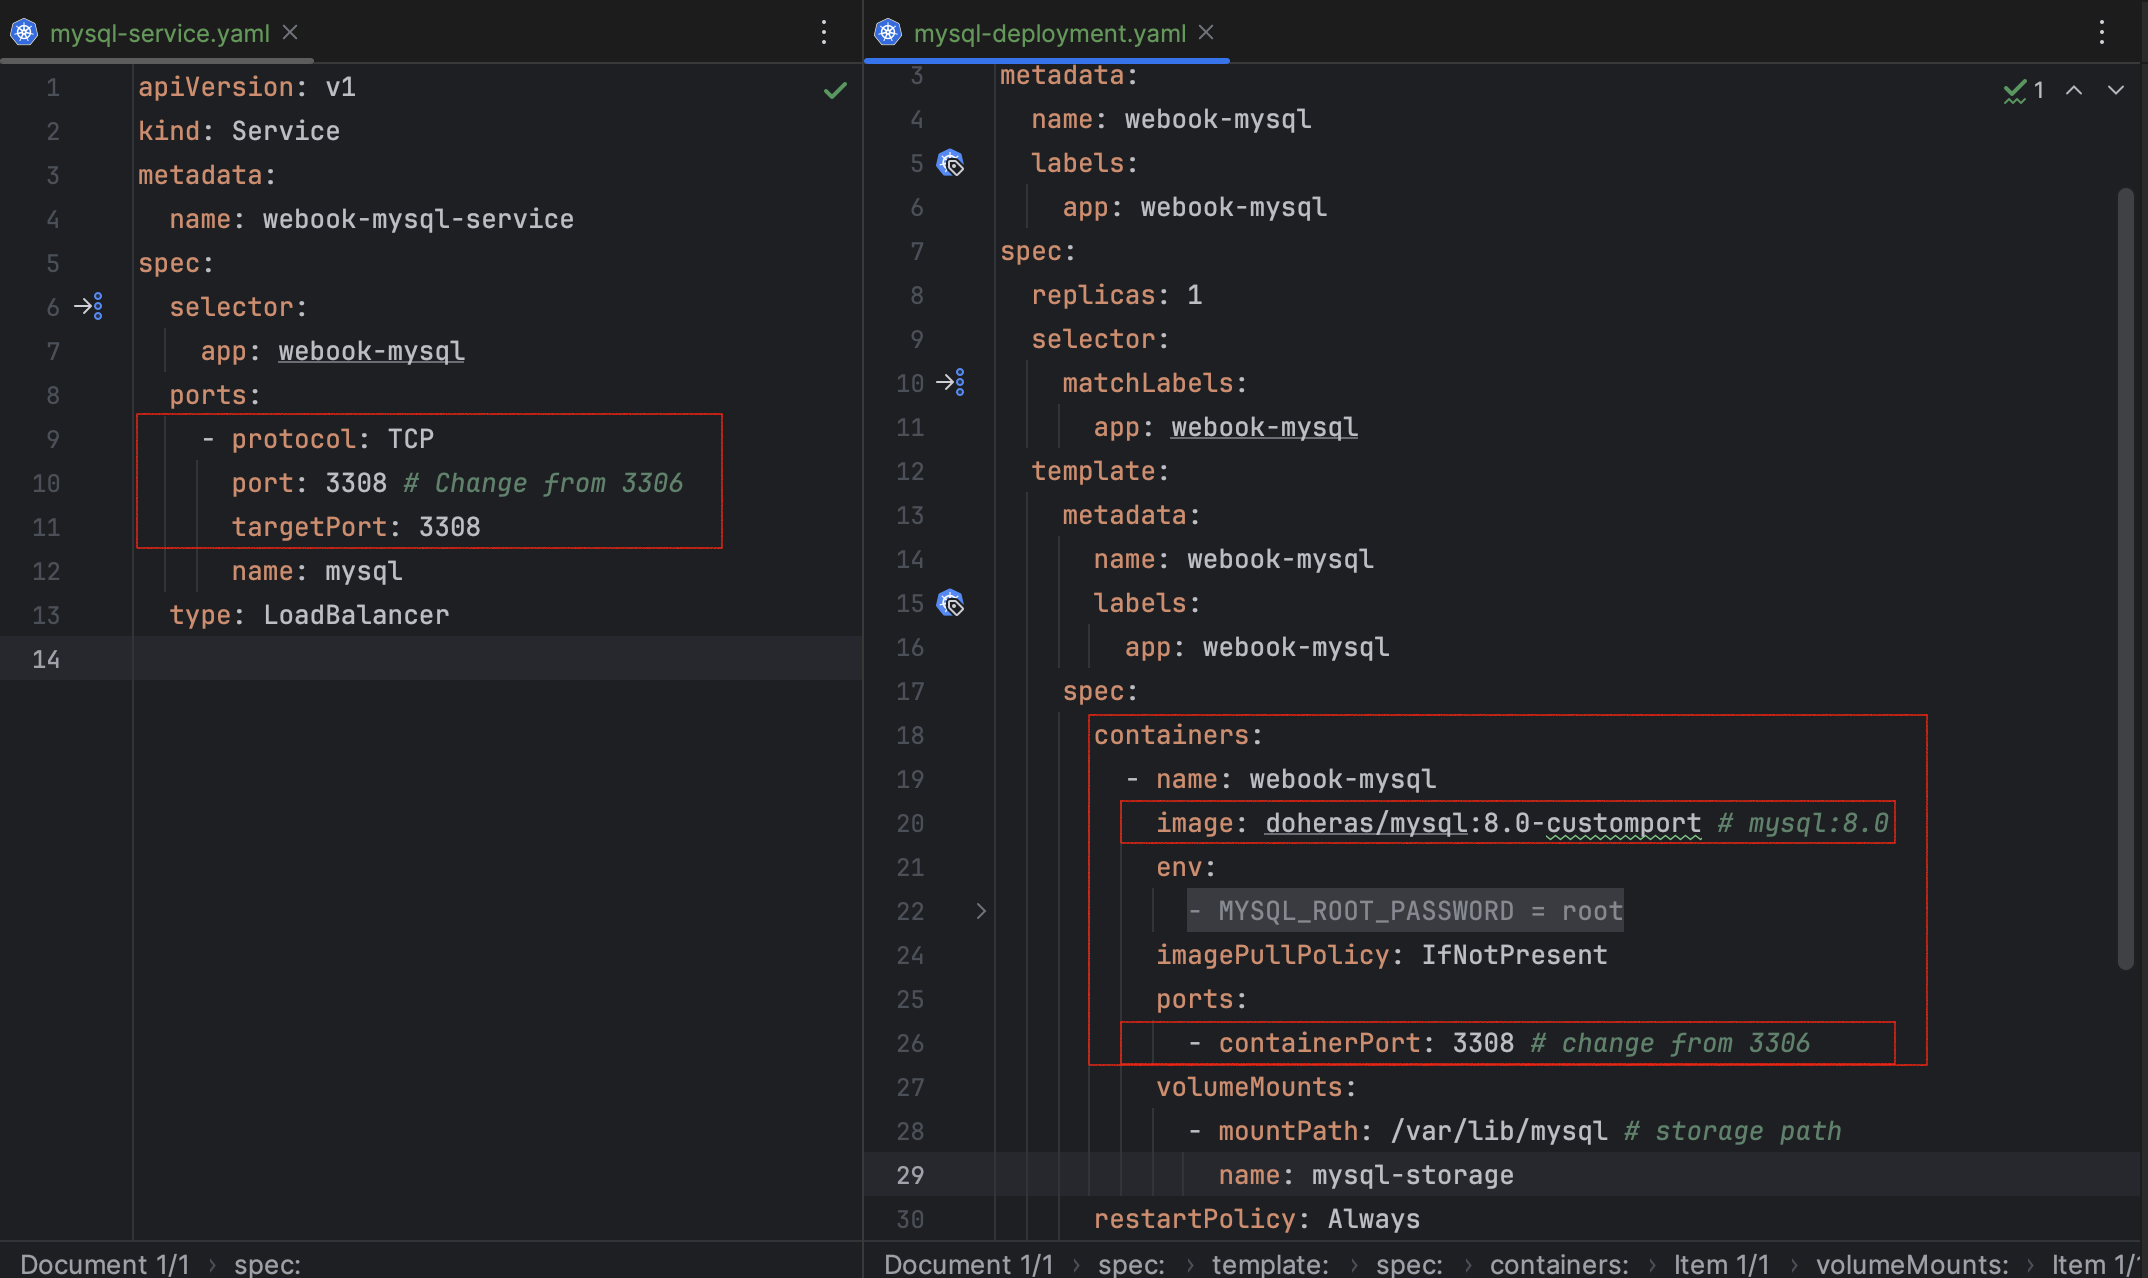 mysql-service.yaml
1 apiVersion: v1
2 kind: Service
3 metadata:
4   name: webook-mysql-service
5 spec:
6   selector:
7     app: webook-mysql
8   ports:
9     - protocol: TCP
10       port: 3308 # Change from 3306
11       targetPort: 3308
12       name: mysql
13   type: LoadBalancer
14
Document 1/1 › spec:
mysql-deployment.yaml
1
3 metadata:
4   name: webook-mysql
5   labels:
6     app: webook-mysql
7 spec:
8   replicas: 1
9   selector:
10     matchLabels:
11       app: webook-mysql
12   template:
13     metadata:
14       name: webook-mysql
15       labels:
16         app: webook-mysql
17     spec:
18       containers:
19         - name: webook-mysql
20           image: doheras/mysql:8.0-customport # mysql:8.0
21           env:
22             - MYSQL_ROOT_PASSWORD = root
24           imagePullPolicy: IfNotPresent
25           ports:
26             - containerPort: 3308 # change from 3306
27           volumeMounts:
28             - mountPath: /var/lib/mysql # storage path
29               name: mysql-storage
30       restartPolicy: Always
Document 1/1 › spec: › template: › spec: › containers: › Item 1/1 › volumeMounts: › Item 1/